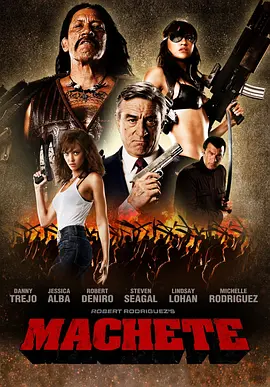 DANNY TREJO JESSICA ALBA ROBERT DENIRO STEVEN SEAGAL LINDSAY LOHAN MICHELLE RODRIGUEZ
ROBERT RODRIGUEZ'S
MACHETE